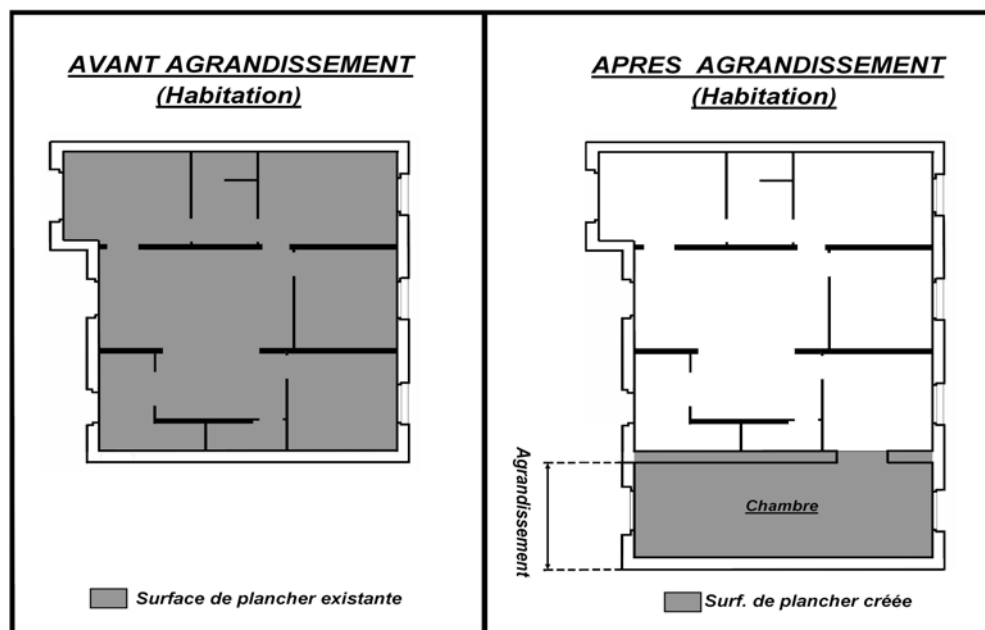 AVANT AGRANDISSEMENT
(Habitation)
Surface de plancher existante
APRES AGRANDISSEMENT
(Habitation)
Agrandissement
Chambre
Surf. de plancher créée